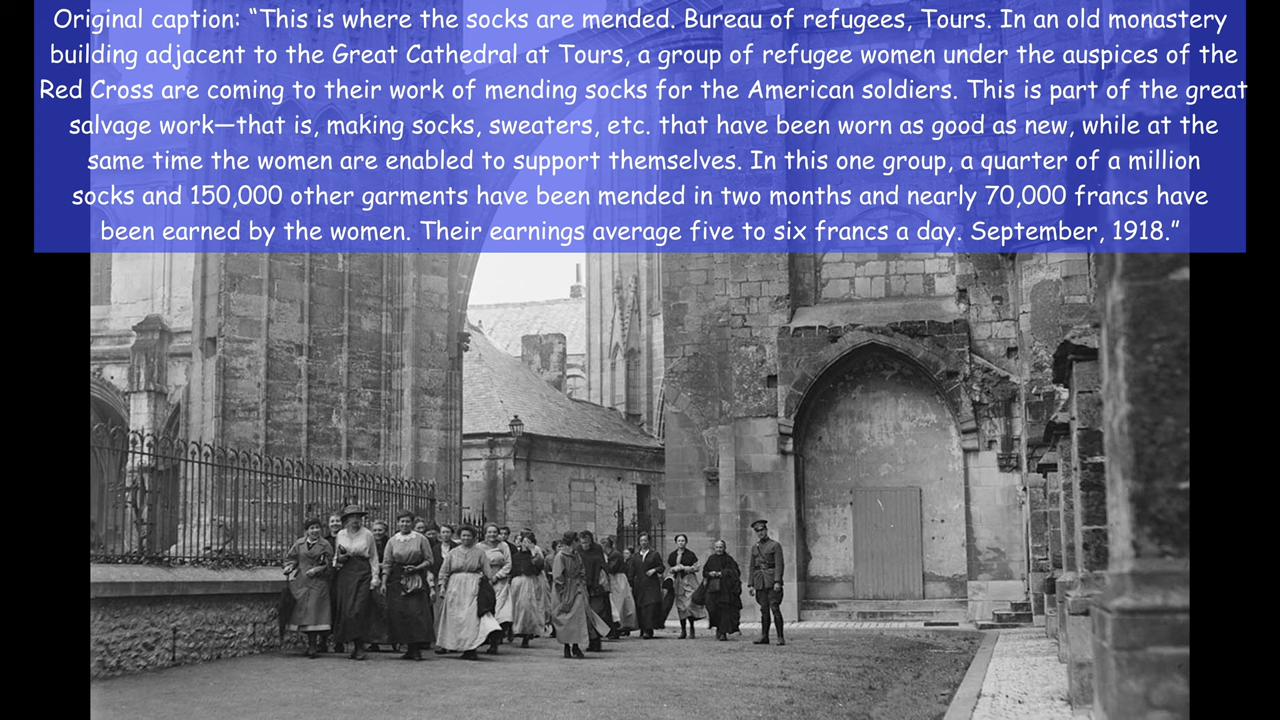 Original caption: “This is where the socks are mended. Bureau of refugees, Tours. In an old monastery
building adjacent to the Great Cathedral at Tours, a group of refugee women under the auspices of the
Red Cross are coming to their work of mending socks for the American soldiers. This is part of the great
salvage work—that is, making socks, sweaters, etc. that have been worn as good as new, while at the
same time the women are enabled to support themselves. In this one group, a quarter of a million
socks and 150,000 other garments have been mended in two months and nearly 70,000 francs have
been earned by the women. Their earnings average five to six francs a day. September, 1918.”